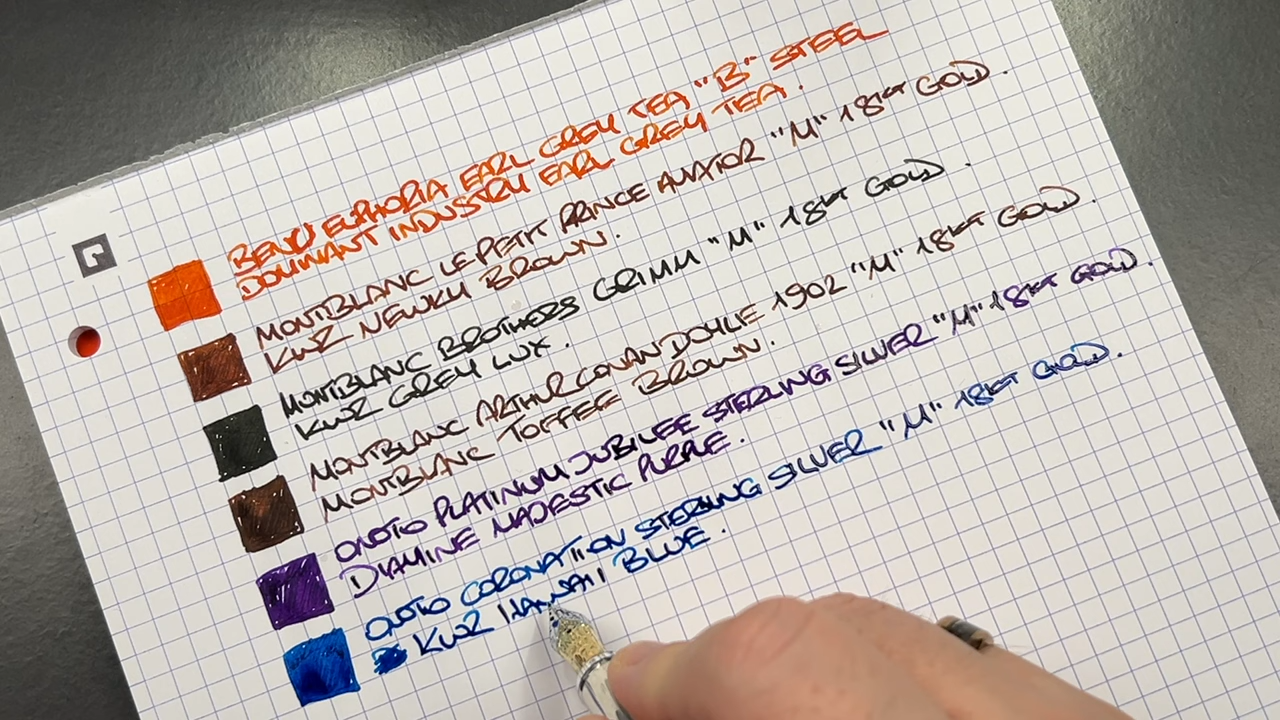 BENU EUPHORIA EARL GREY TEA "B" STEEL
DOMINANT INDUSTRY EARL GREY TEA.
MONTBLANC LE PETIT PRINCE AVIATOR "M" 18KT GOLD.
KWZ NEWKY BROWN.
MONTBLANC BROTHERS GRIMM "M" 18KT GOLD.
KWZ GREY LUX.
MONTBLANC ARTHUR CONAN DOYLE 1902 "M" 18KT GOLD.
MONTBLANC TOFFEE BROWN.
ONOTO PLATINUM JUBILEE STERLING SILVER "M" 18KT GOLD.
DIAMINE MAJESTIC PURPLE.
ONOTO CORONATION STERLING SILVER "M" 18KT GOLD.
KWZ HAWAII BLUE.